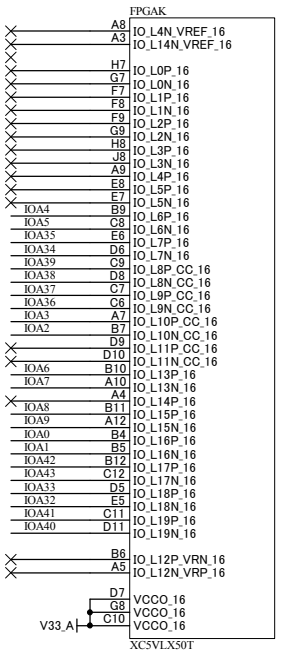 FPGAK
A8 IO_L4N_VREF_16
A3 IO_L14N_VREF_16
H7 IO_L0P_16
G7 IO_L0N_16
F7 IO_L1P_16
F8 IO_L1N_16
F9 IO_L2P_16
G9 IO_L2N_16
H8 IO_L3P_16
J8 IO_L3N_16
A9 IO_L4P_16
E8 IO_L5P_16
E7 IO_L5N_16
IOA4 B9 IO_L6P_16
IOA5 C8 IO_L6N_16
IOA35 E6 IO_L7P_16
IOA34 D6 IO_L7N_16
IOA39 C9 IO_L8P_CC_16
IOA38 D8 IO_L8N_CC_16
IOA37 C7 IO_L9P_CC_16
IOA36 C6 IO_L9N_CC_16
IOA3 A7 IO_L10P_CC_16
IOA2 B7 IO_L10N_CC_16
D9 IO_L11P_CC_16
D10 IO_L11N_CC_16
IOA6 B10 IO_L13P_16
IOA7 A10 IO_L13N_16
A4 IO_L14P_16
IOA8 B11 IO_L15P_16
IOA9 A12 IO_L15N_16
IOA0 B4 IO_L16P_16
IOA1 B5 IO_L16N_16
IOA42 B12 IO_L17P_16
IOA43 C12 IO_L17N_16
IOA33 D5 IO_L18P_16
IOA32 E5 IO_L18N_16
IOA41 C11 IO_L19P_16
IOA40 D11 IO_L19N_16
B6 IO_L12P_VRN_16
A5 IO_L12N_VRP_16
D7 VCCO_16
G8 VCCO_16
V33_A C10 VCCO_16
XC5VLX50T